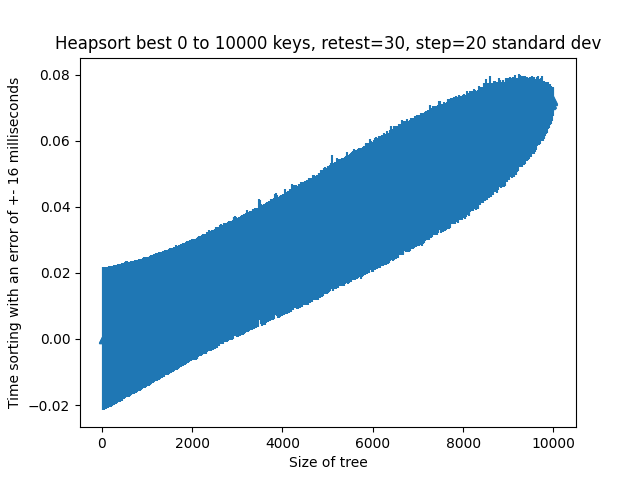 Heapsort best 0 to 10000 keys, retest=30, step=20 standard dev
Time sorting with an error of +- 16 milliseconds
0.08
0.06
0.04
0.02
0.00
−0.02
0 2000 4000 6000 8000 10000
Size of tree